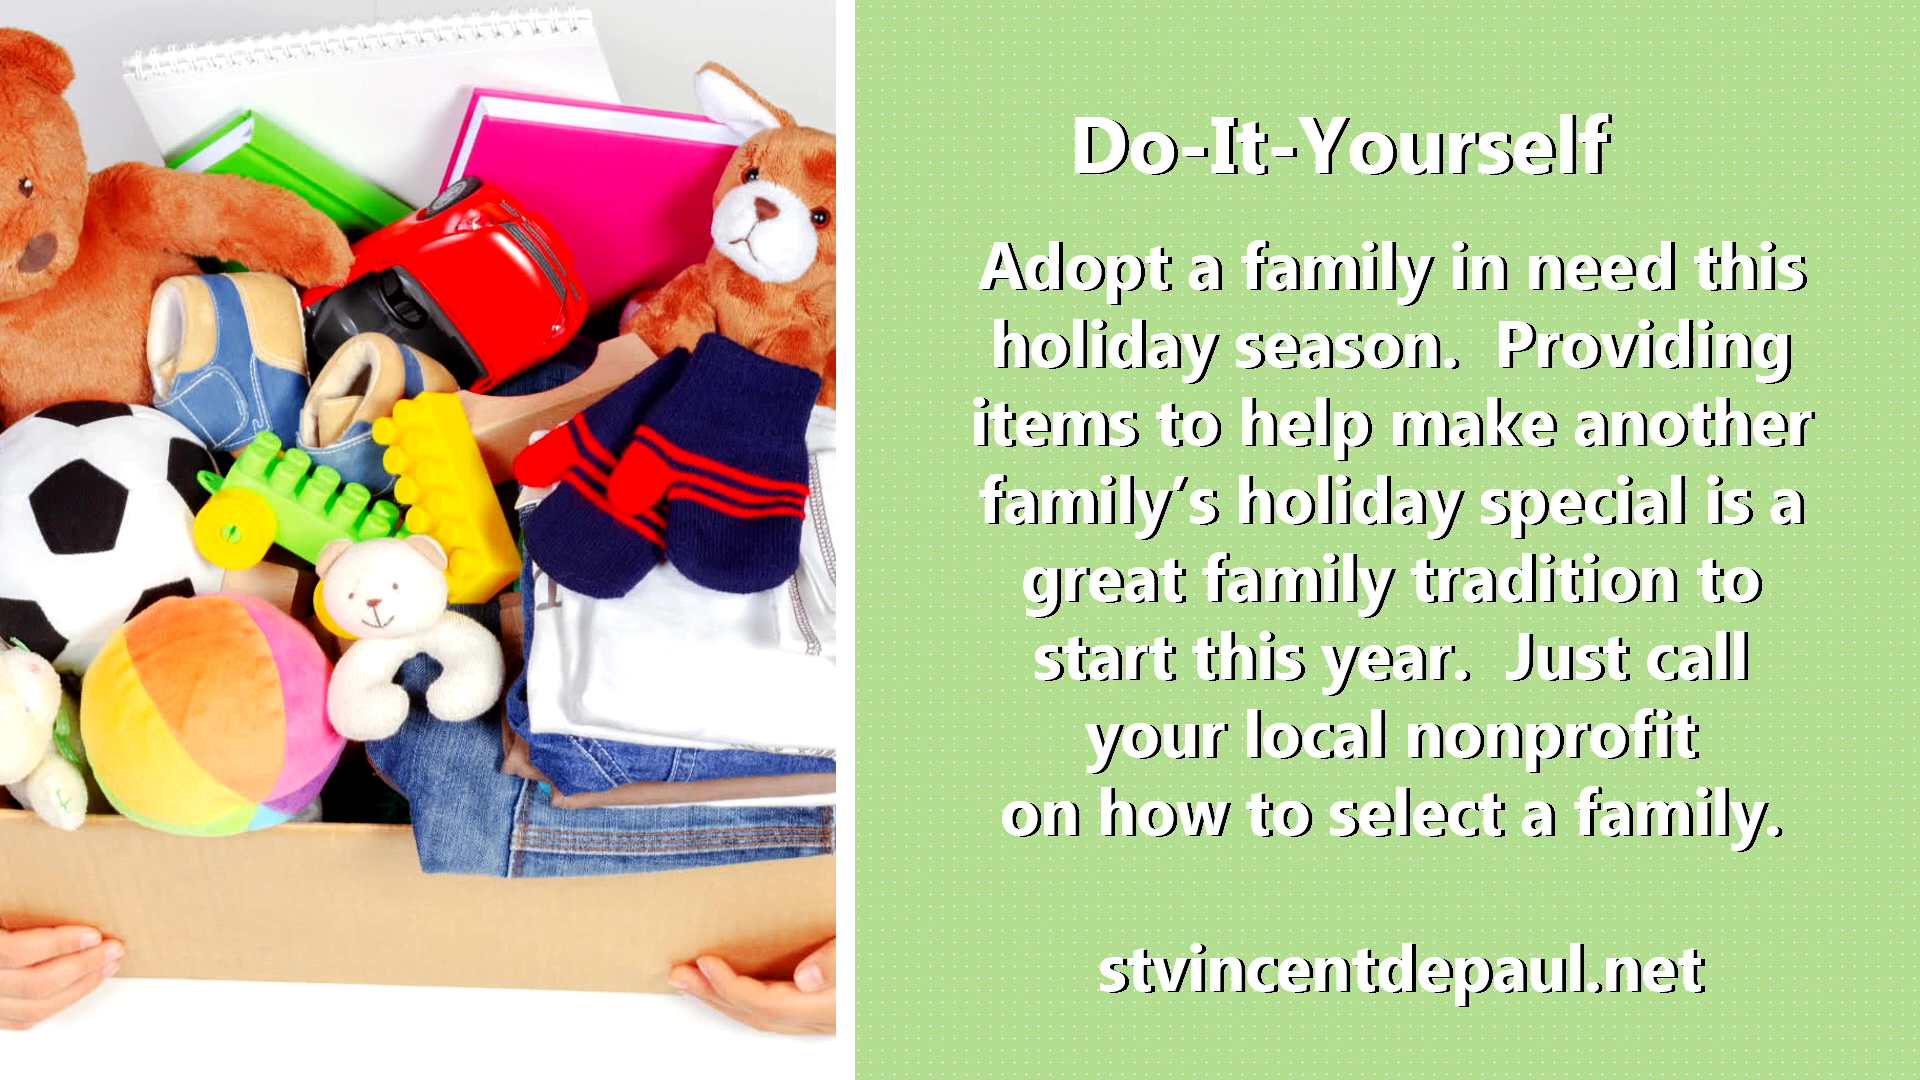 Do-It-Yourself
Adopt a family in need this
holiday season.  Providing
items to help make another
family’s holiday special is a
great family tradition to
start this year.  Just call
your local nonprofit
on how to select a family.
stvincentdepaul.net